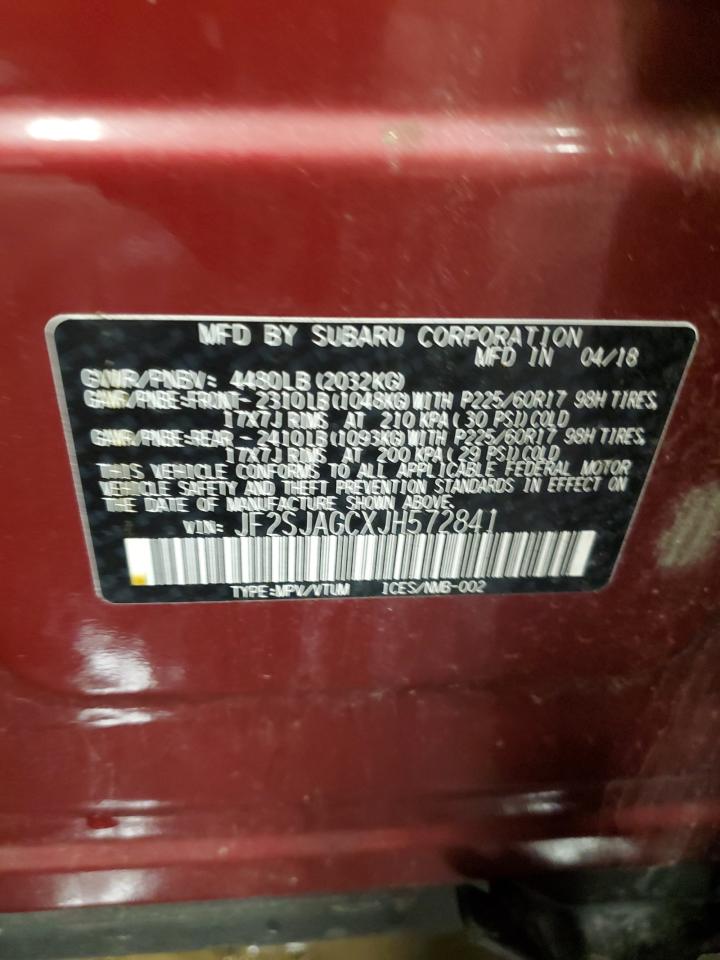 MFD BY SUBARU CORPORATION
MFD IN 04/18
GVWR/PNBV: 4480LB (2032KG)
GAWR/PNBE=FRONT- 2310LB (1048KG) WITH P225/60R17 98H TIRES,
17X7J RIMS AT 210 KPA ( 30 PSI) COLD
GAWR/PNBE=REAR - 2410LB (1093KG) WITH P225/60R17 98H TIRES,
17X7J RIMS AT 200 KPA ( 29 PSI) COLD
THIS VEHICLE CONFORMS TO ALL APPLICABLE FEDERAL MOTOR
VEHICLE SAFETY AND THEFT PREVENTION STANDARDS IN EFFECT ON
THE DATE OF MANUFACTURE SHOWN ABOVE.
VIN: JF2SJAGCXJH572841
TYPE=MPV/VTUM ICES/NMB-002